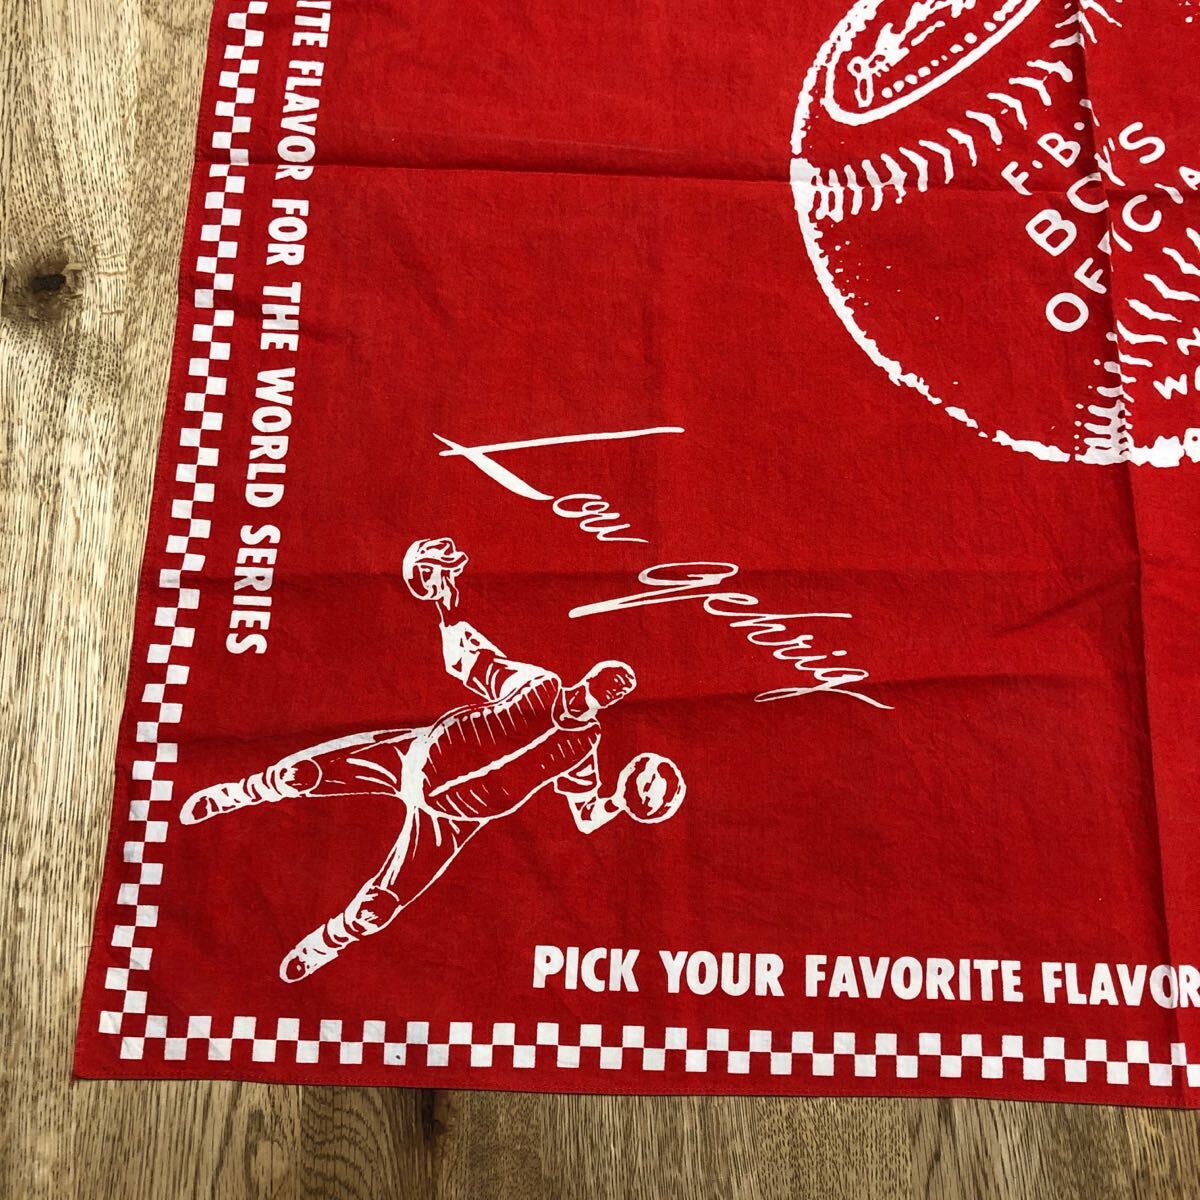 ITE FLAVOR FOR THE WORLD SERIES
F.B.
BOY'S
OFFICIA
Lou Gehrig
PICK YOUR FAVORITE FLAVOR